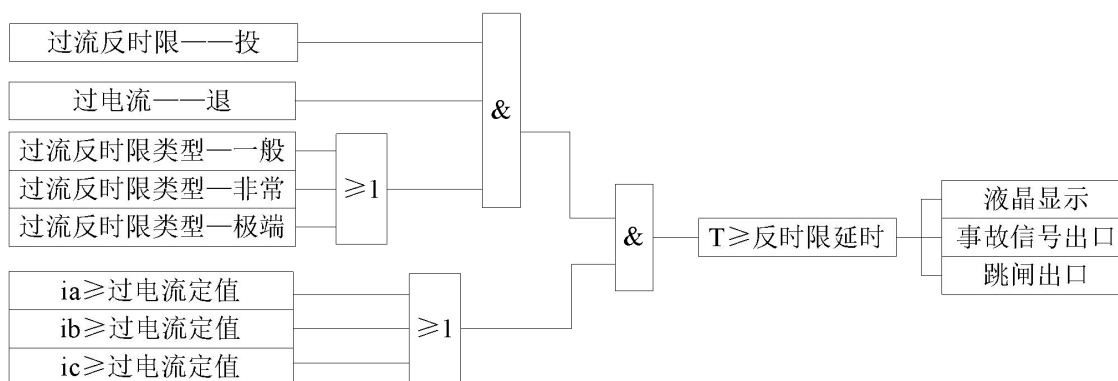 过流反时限——投
过电流——退
&
过流反时限类型—一般
过流反时限类型—非常
过流反时限类型—极端
≥1
&
T≥反时限延时
液晶显示
事故信号出口
跳闸出口
ia≥过电流定值
ib≥过电流定值
ic≥过电流定值
≥1